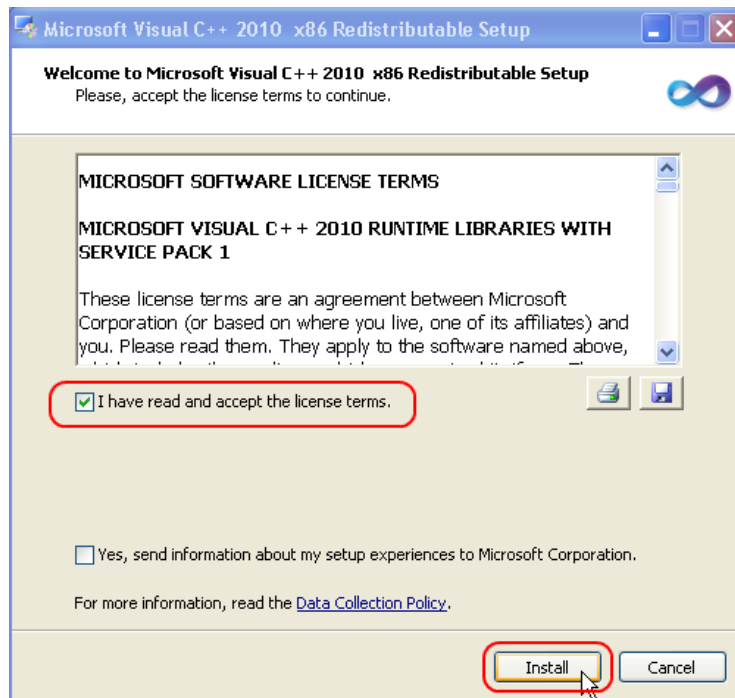 Microsoft Visual C++ 2010 x86 Redistributable Setup
Welcome to Microsoft Visual C++ 2010 x86 Redistributable Setup
Please, accept the license terms to continue.
MICROSOFT SOFTWARE LICENSE TERMS
MICROSOFT VISUAL C++ 2010 RUNTIME LIBRARIES WITH
SERVICE PACK 1
These license terms are an agreement between Microsoft
Corporation (or based on where you live, one of its affiliates) and
you. Please read them. They apply to the software named above,
I have read and accept the license terms.
Yes, send information about my setup experiences to Microsoft Corporation.
For more information, read the Data Collection Policy.
Install
Cancel